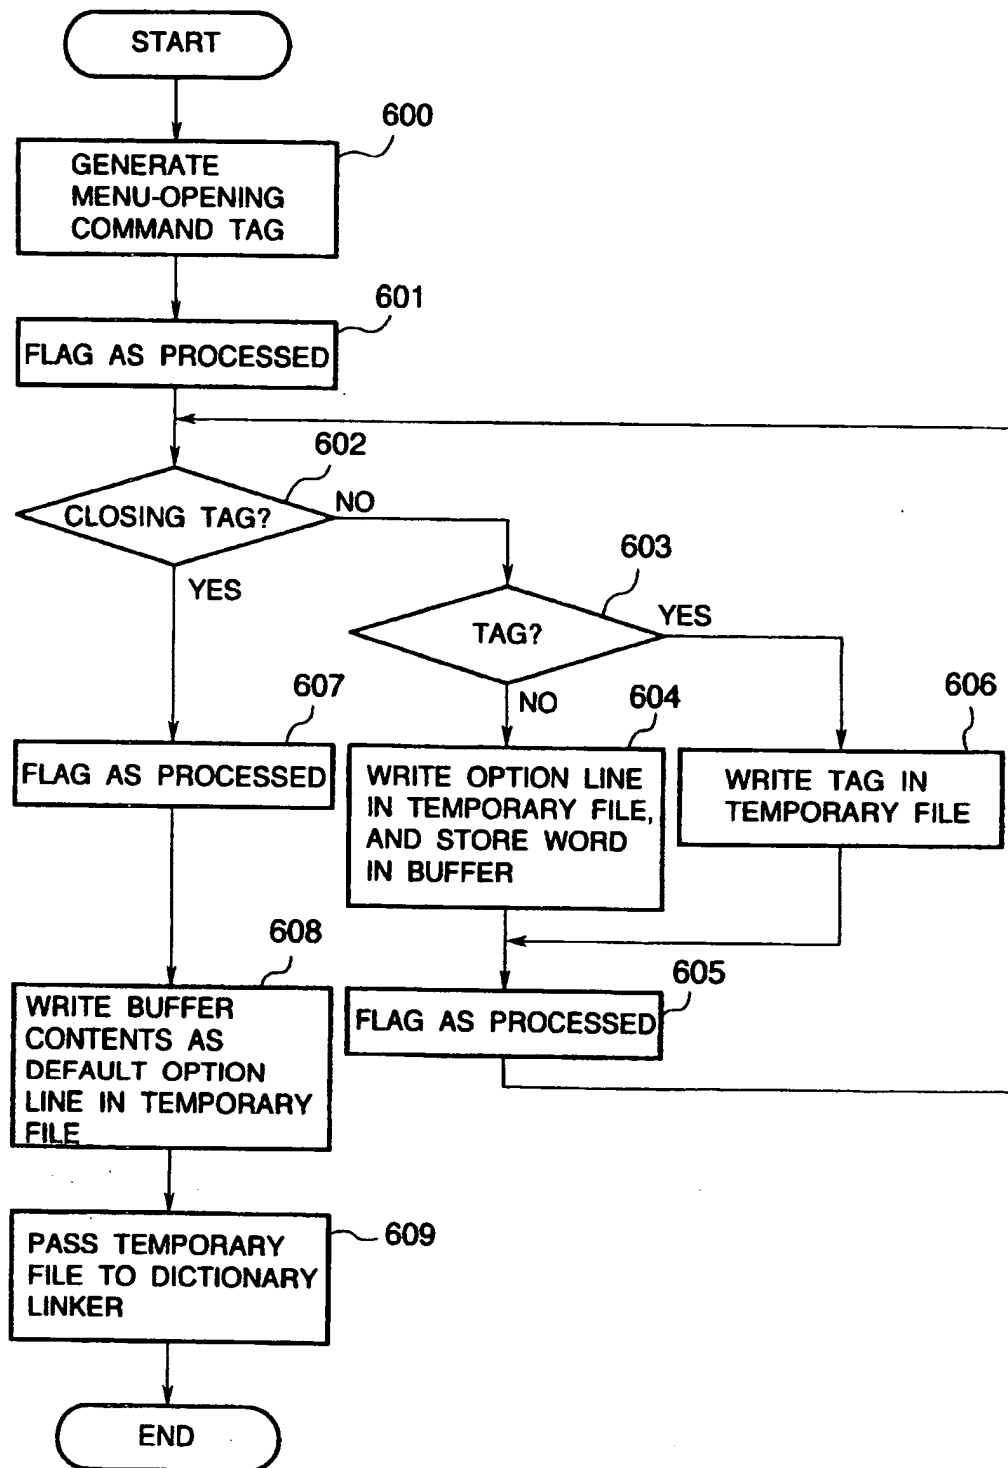 START
600
GENERATE
MENU-OPENING
COMMAND TAG
601
FLAG AS PROCESSED
602
CLOSING TAG?
NO
YES
603
TAG?
YES
NO
607
FLAG AS PROCESSED
604
WRITE OPTION LINE
IN TEMPORARY FILE,
AND STORE WORD
IN BUFFER
606
WRITE TAG IN
TEMPORARY FILE
608
WRITE BUFFER
CONTENTS AS
DEFAULT OPTION
LINE IN TEMPORARY
FILE
605
FLAG AS PROCESSED
609
PASS TEMPORARY
FILE TO DICTIONARY
LINKER
END